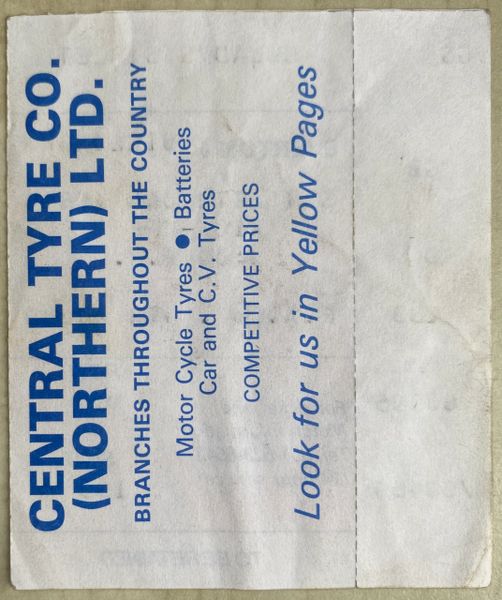 CENTRAL TYRE CO.
(NORTHERN) LTD.
BRANCHES THROUGHOUT THE COUNTRY
Motor Cycle Tyres ● Batteries
Car and C.V. Tyres
COMPETITIVE PRICES
Look for us in Yellow Pages